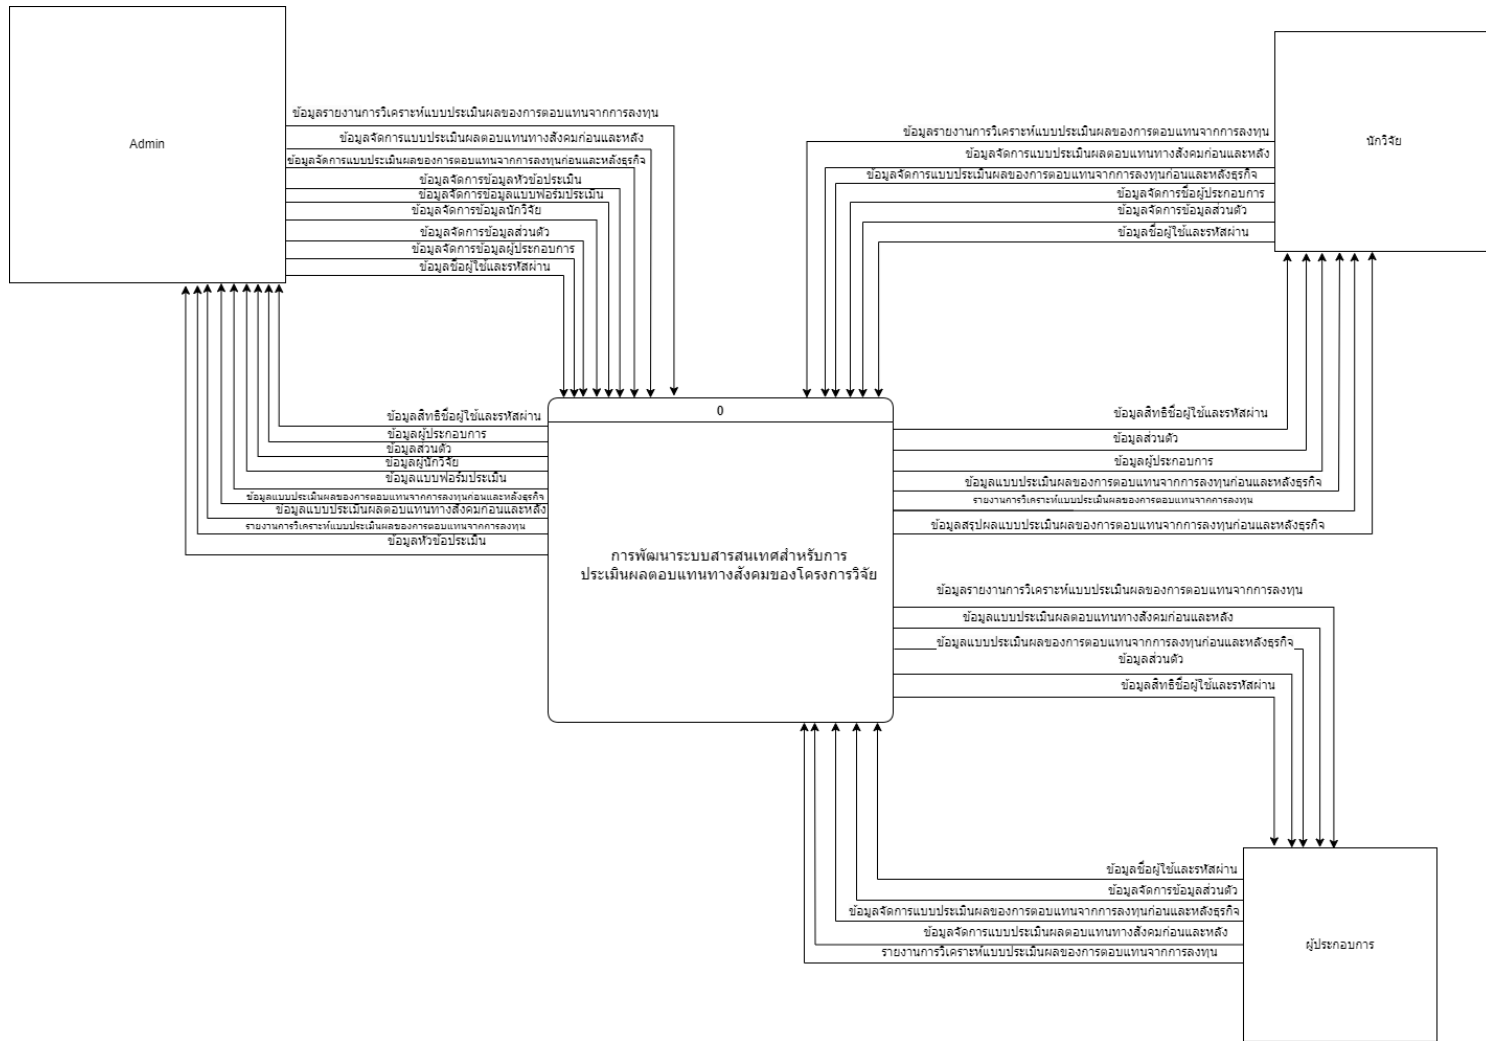 Admin
ข้อมูลรายงานการวิเคราะห์แบบประเมินผลของการตอบแทนจากการลงทุน
ข้อมูลจัดการแบบประเมินผลตอบแทนทางสังคมก่อนและหลัง
ข้อมูลจัดการแบบประเมินผลของการตอบแทนจากการลงทุนก่อนและหลังธุรกิจ
ข้อมูลจัดการข้อมูลหัวข้อประเมิน
ข้อมูลจัดการข้อมูลแบบฟอร์มประเมิน
ข้อมูลจัดการข้อมูลนักวิจัย
ข้อมูลจัดการข้อมูลส่วนตัว
ข้อมูลจัดการข้อมูลผู้ประกอบการ
ข้อมูลชื่อผู้ใช้และรหัสผ่าน
นักวิจัย
ข้อมูลรายงานการวิเคราะห์แบบประเมินผลของการตอบแทนจากการลงทุน
ข้อมูลจัดการแบบประเมินผลตอบแทนทางสังคมก่อนและหลัง
ข้อมูลจัดการแบบประเมินผลของการตอบแทนจากการลงทุนก่อนและหลังธุรกิจ
ข้อมูลจัดการชื่อผู้ประกอบการ
ข้อมูลจัดการข้อมูลส่วนตัว
ข้อมูลชื่อผู้ใช้และรหัสผ่าน
ข้อมูลสิทธิชื่อผู้ใช้และรหัสผ่าน
ข้อมูลผู้ประกอบการ
ข้อมูลส่วนตัว
ข้อมูลผู้นักวิจัย
ข้อมูลแบบฟอร์มประเมิน
ข้อมูลแบบประเมินผลของการตอบแทนจากการลงทุนก่อนและหลังธุรกิจ
ข้อมูลแบบประเมินผลตอบแทนทางสังคมก่อนและหลัง
รายงานการวิเคราะห์แบบประเมินผลของการตอบแทนจากการลงทุน
ข้อมูลหัวข้อประเมิน
0
การพัฒนาระบบสารสนเทศสำหรับการ
ประเมินผลตอบแทนทางสังคมของโครงการวิจัย
ข้อมูลสิทธิชื่อผู้ใช้และรหัสผ่าน
ข้อมูลส่วนตัว
ข้อมูลผู้ประกอบการ
ข้อมูลแบบประเมินผลของการตอบแทนจากการลงทุนก่อนและหลังธุรกิจ
รายงานการวิเคราะห์แบบประเมินผลของการตอบแทนจากการลงทุน
ข้อมูลสรุปผลแบบประเมินผลของการตอบแทนจากการลงทุนก่อนและหลังธุรกิจ
ข้อมูลรายงานการวิเคราะห์แบบประเมินผลของการตอบแทนจากการลงทุน
ข้อมูลแบบประเมินผลตอบแทนทางสังคมก่อนและหลัง
ข้อมูลแบบประเมินผลของการตอบแทนจากการลงทุนก่อนและหลังธุรกิจ
ข้อมูลส่วนตัว
ข้อมูลสิทธิชื่อผู้ใช้และรหัสผ่าน
ข้อมูลชื่อผู้ใช้และรหัสผ่าน
ข้อมูลจัดการข้อมูลส่วนตัว
ข้อมูลจัดการแบบประเมินผลของการตอบแทนจากการลงทุนก่อนและหลังธุรกิจ
ข้อมูลจัดการแบบประเมินผลตอบแทนทางสังคมก่อนและหลัง
รายงานการวิเคราะห์แบบประเมินผลของการตอบแทนจากการลงทุน
ผู้ประกอบการ